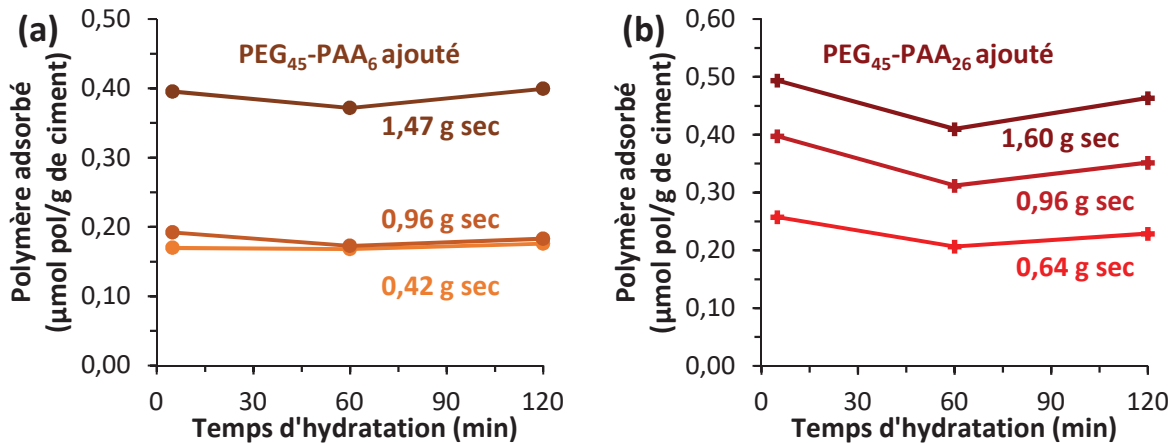 (a)
PEG₄₅-PAA₆ ajouté
Polymère adsorbé
(µmol pol/g de ciment)
0,50
0,40
0,30
0,20
0,10
0,00
1,47 g sec
0,96 g sec
0,42 g sec
0
30
60
90
120
Temps d'hydratation (min)
(b)
PEG₄₅-PAA₂₆ ajouté
Polymère adsorbé
(µmol pol/g de ciment)
0,60
0,50
0,40
0,30
0,20
0,10
0,00
1,60 g sec
0,96 g sec
0,64 g sec
0
30
60
90
120
Temps d'hydratation (min)